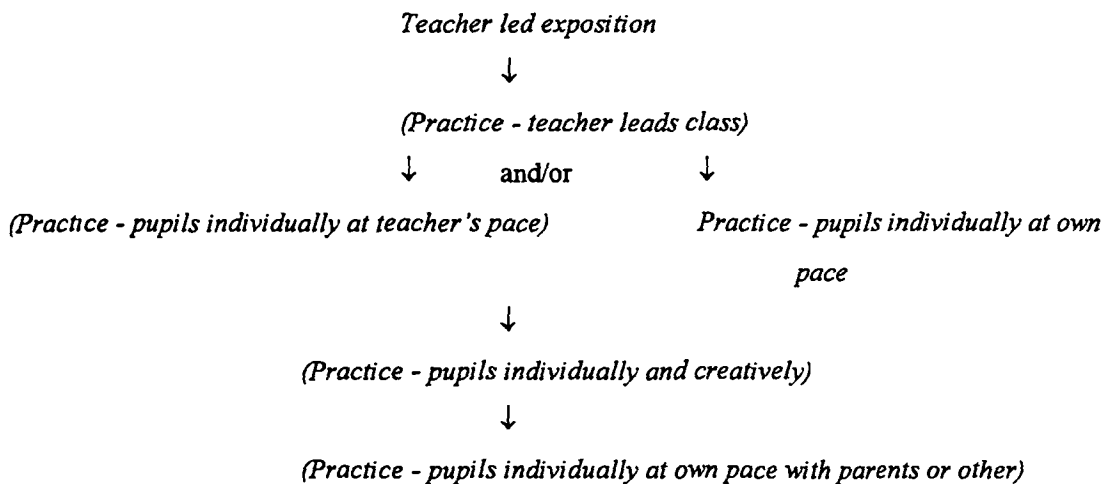 Teacher led exposition
↓
(Practice - teacher leads class)
↓ and/or ↓
(Practice - pupils individually at teacher's pace) Practice - pupils individually at own
pace
↓
(Practice - pupils individually and creatively)
↓
(Practice - pupils individually at own pace with parents or other)